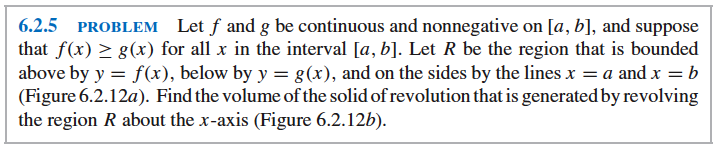 6.2.5 PROBLEM Let f and g be continuous and nonnegative on [a, b], and suppose
that f(x) ≥ g(x) for all x in the interval [a, b]. Let R be the region that is bounded
above by y = f(x), below by y = g(x), and on the sides by the lines x = a and x = b
(Figure 6.2.12a). Find the volume of the solid of revolution that is generated by revolving
the region R about the x-axis (Figure 6.2.12b).